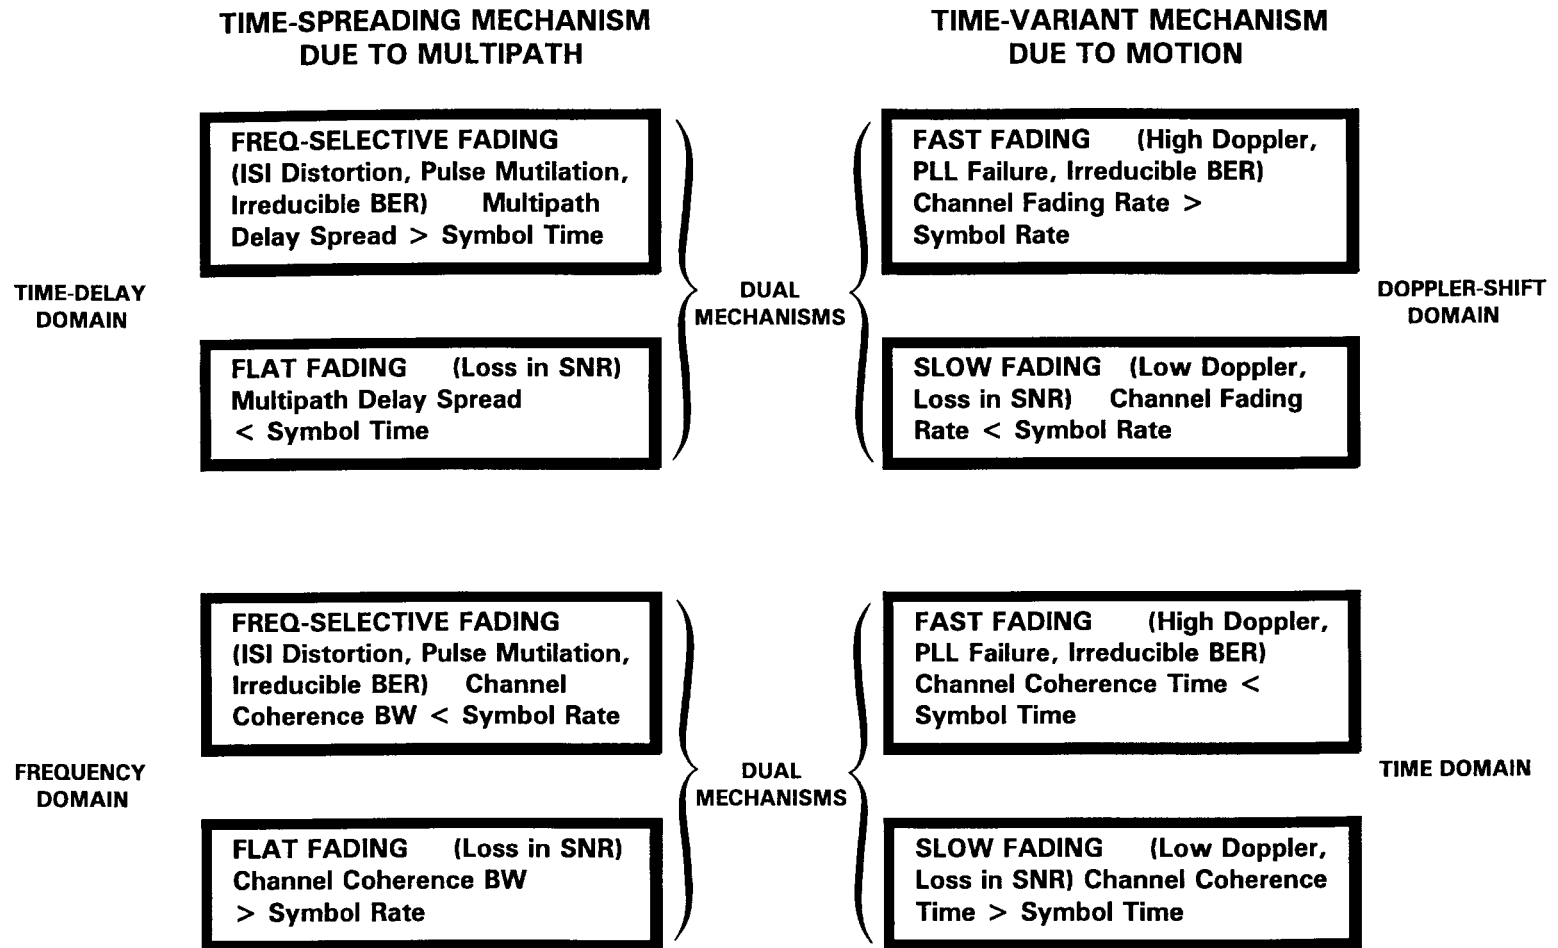 TIME-SPREADING MECHANISM
DUE TO MULTIPATH
TIME-VARIANT MECHANISM
DUE TO MOTION
FREQ-SELECTIVE FADING
(ISI Distortion, Pulse Mutilation,
Irreducible BER) Multipath
Delay Spread > Symbol Time
FAST FADING (High Doppler,
PLL Failure, Irreducible BER)
Channel Fading Rate >
Symbol Rate
TIME-DELAY
DOMAIN
DUAL
MECHANISMS
DOPPLER-SHIFT
DOMAIN
FLAT FADING (Loss in SNR)
Multipath Delay Spread
< Symbol Time
SLOW FADING (Low Doppler,
Loss in SNR) Channel Fading
Rate < Symbol Rate
FREQ-SELECTIVE FADING
(ISI Distortion, Pulse Mutilation,
Irreducible BER) Channel
Coherence BW < Symbol Rate
FAST FADING (High Doppler,
PLL Failure, Irreducible BER)
Channel Coherence Time <
Symbol Time
FREQUENCY
DOMAIN
DUAL
MECHANISMS
TIME DOMAIN
FLAT FADING (Loss in SNR)
Channel Coherence BW
> Symbol Rate
SLOW FADING (Low Doppler,
Loss in SNR) Channel Coherence
Time > Symbol Time